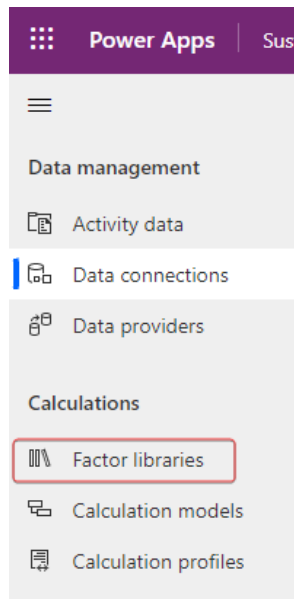 Power Apps Sus
Data management
Activity data
Data connections
Data providers
Calculations
Factor libraries
Calculation models
Calculation profiles